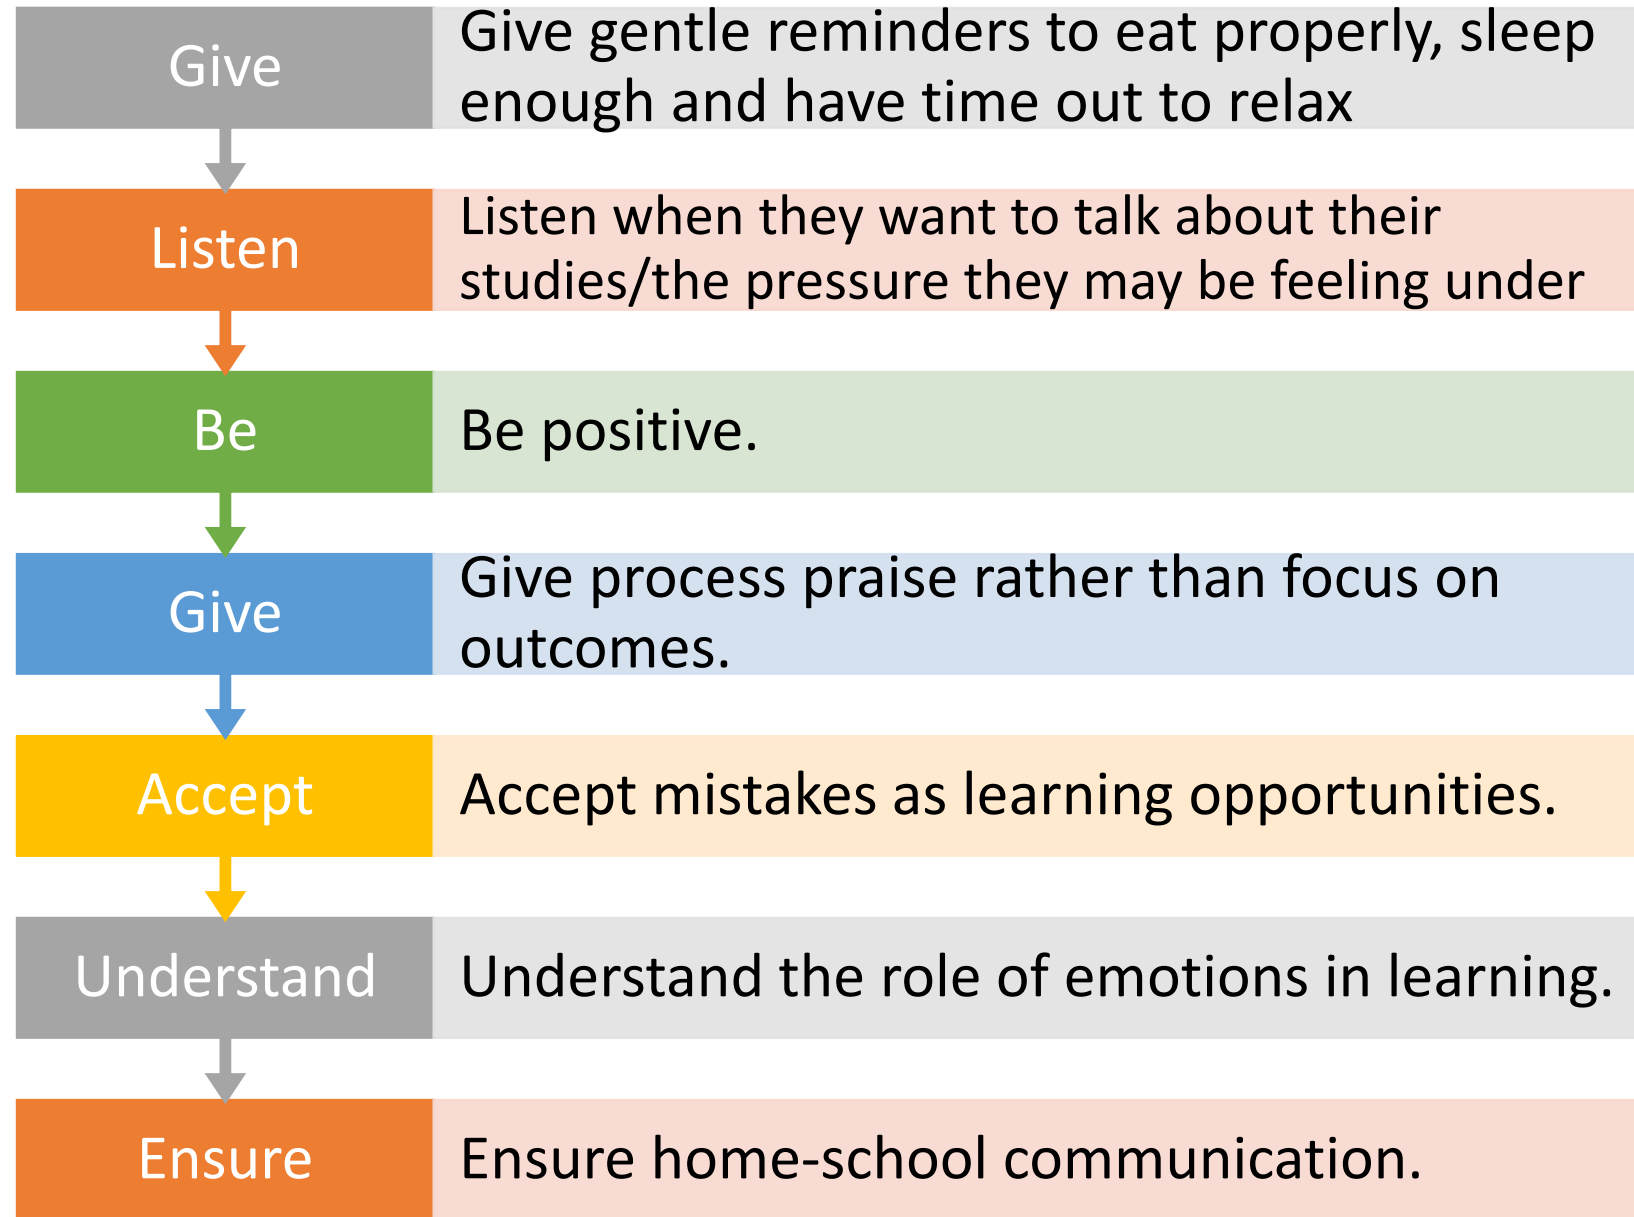 Give
Give gentle reminders to eat properly, sleep
enough and have time out to relax
Listen
Listen when they want to talk about their
studies/the pressure they may be feeling under
Be
Be positive.
Give
Give process praise rather than focus on
outcomes.
Accept
Accept mistakes as learning opportunities.
Understand
Understand the role of emotions in learning.
Ensure
Ensure home-school communication.